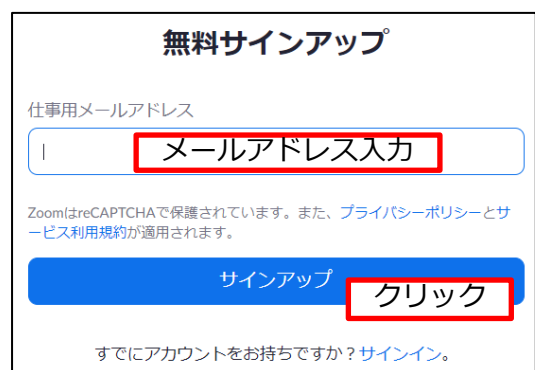 無料サインアップ
仕事用メールアドレス
メールアドレス入力
ZoomはreCAPTCHAで保護されています。また、プライバシーポリシーとサ
ービス利用規約が適用されます。
サインアップ
クリック
すでにアカウントをお持ちですか？サインイン。